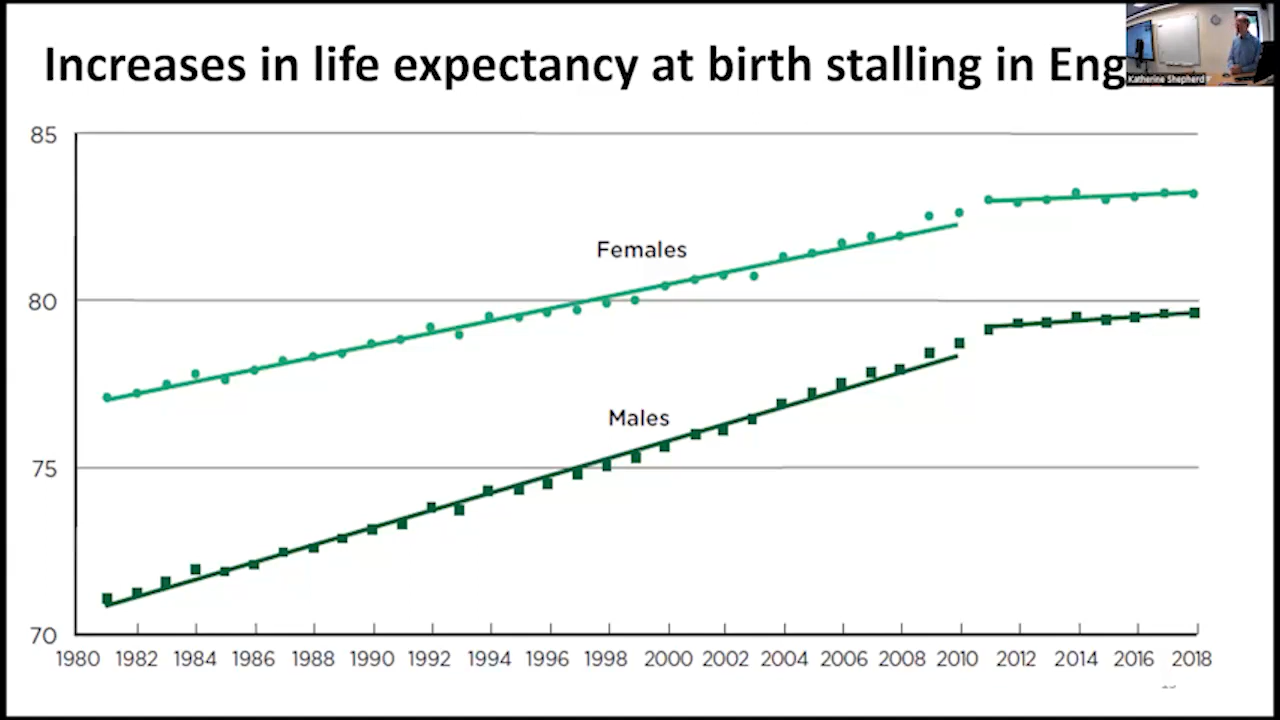 Increases in life expectancy at birth stalling in Eng
Katherine Shepherd
85
Females
80
Males
75
70
1980 1982 1984 1986 1988 1990 1992 1994 1996 1998 2000 2002 2004 2006 2008 2010 2012 2014 2016 2018